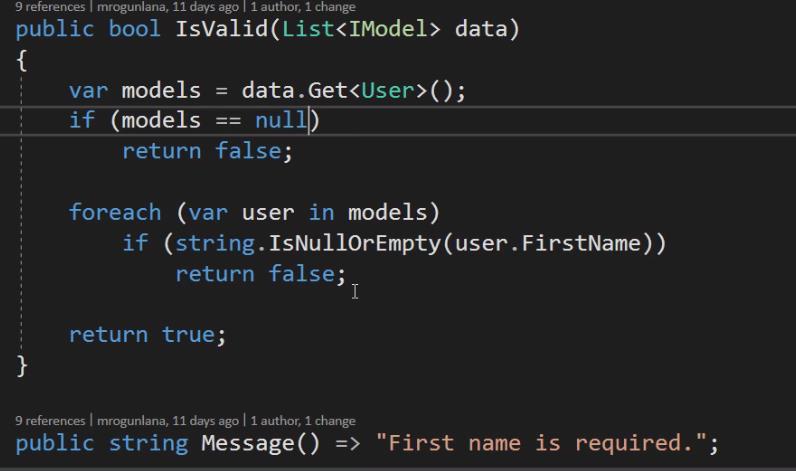 9 references | mrogunlana, 11 days ago | 1 author, 1 change
public bool IsValid(List<IModel> data)
{
    var models = data.Get<User>();
    if (models == null)
        return false;
    foreach (var user in models)
        if (string.IsNullOrEmpty(user.FirstName))
            return false;
    return true;
}
9 references | mrogunlana, 11 days ago | 1 author, 1 change
public string Message() => "First name is required.";